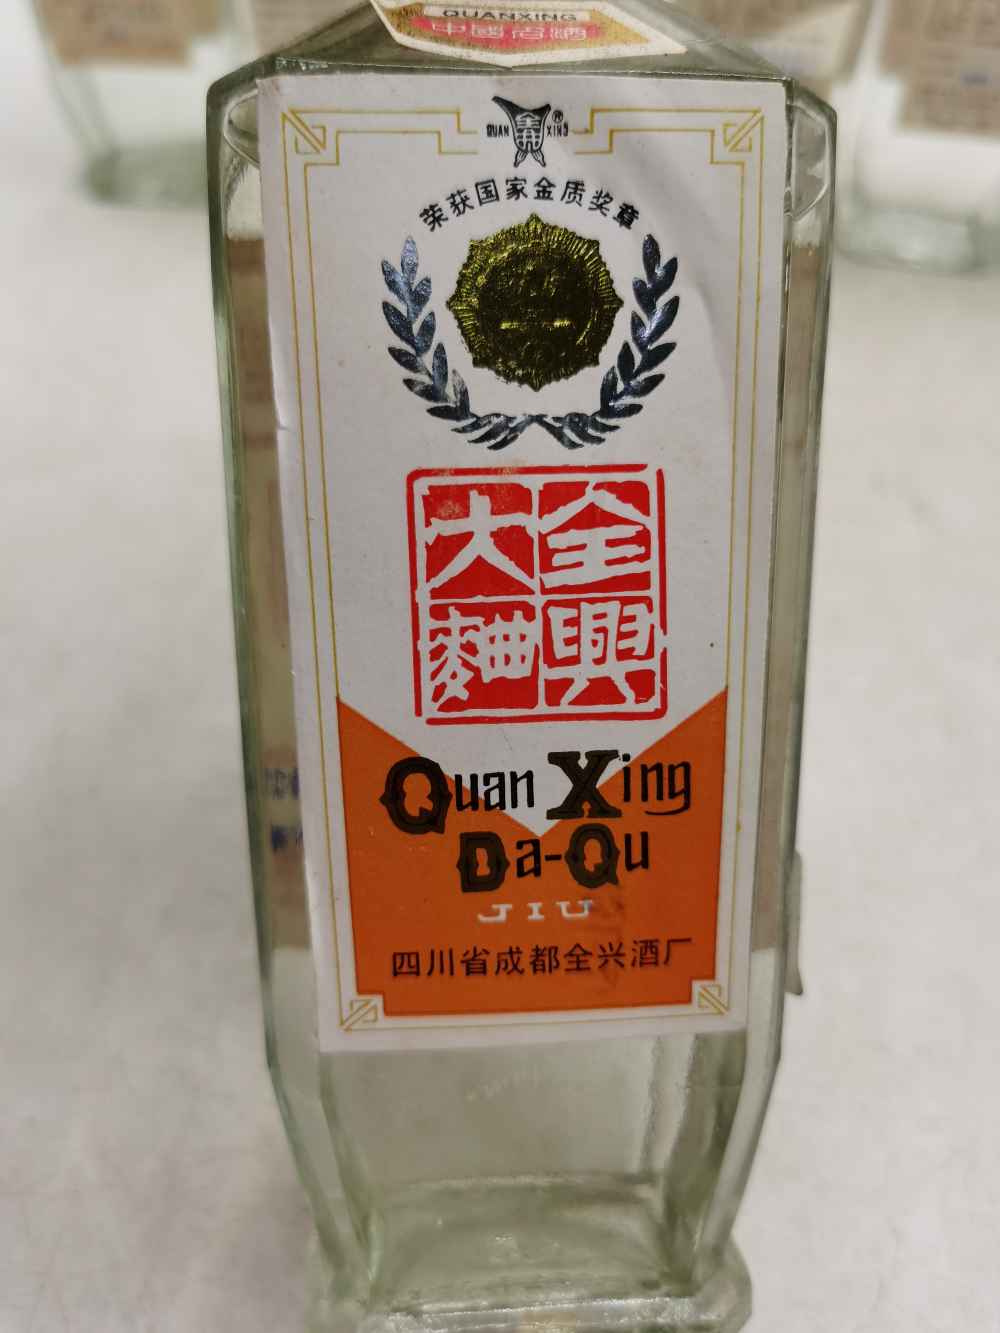 QUANXING
中國名酒
QUAN XING ®
荣获国家金质奖章
全興
大麯
Quan Xing
Da-Qu
JIU
四川省成都全兴酒厂